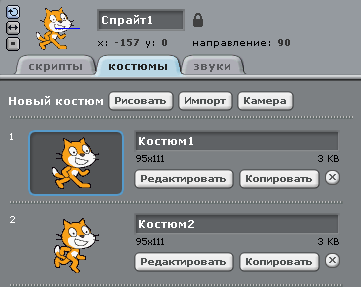 Спрайт1
x: -157 y: 0 направление: 90
скрипты костюмы звуки
Новый костюм Рисовать Импорт Камера
1
Костюм1
95x111 3 KB
Редактировать Копировать
2
Костюм2
95x111 3 KB
Редактировать Копировать